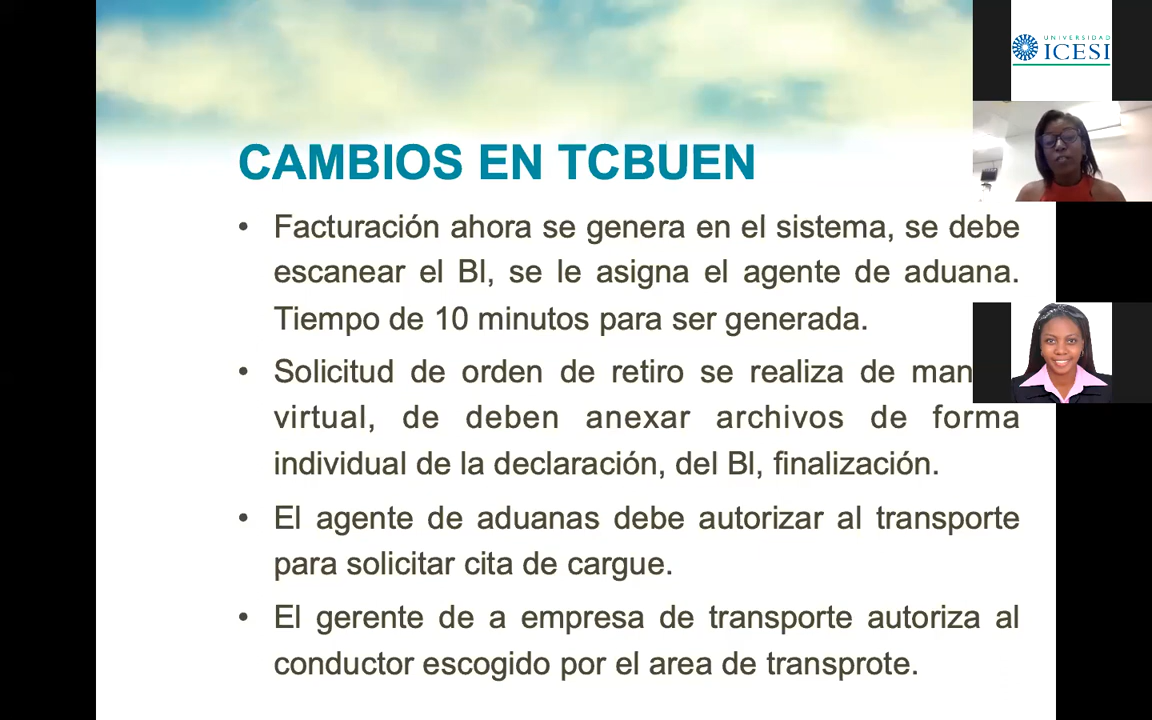 UNIVERSIDAD
ICESI
CAMBIOS EN TCBUEN
• Facturación ahora se genera en el sistema, se debe
escanear el Bl, se le asigna el agente de aduana.
Tiempo de 10 minutos para ser generada.
• Solicitud de orden de retiro se realiza de man
virtual, de deben anexar archivos de forma
individual de la declaración, del Bl, finalización.
• El agente de aduanas debe autorizar al transporte
para solicitar cita de cargue.
• El gerente de a empresa de transporte autoriza al
conductor escogido por el area de transprote.